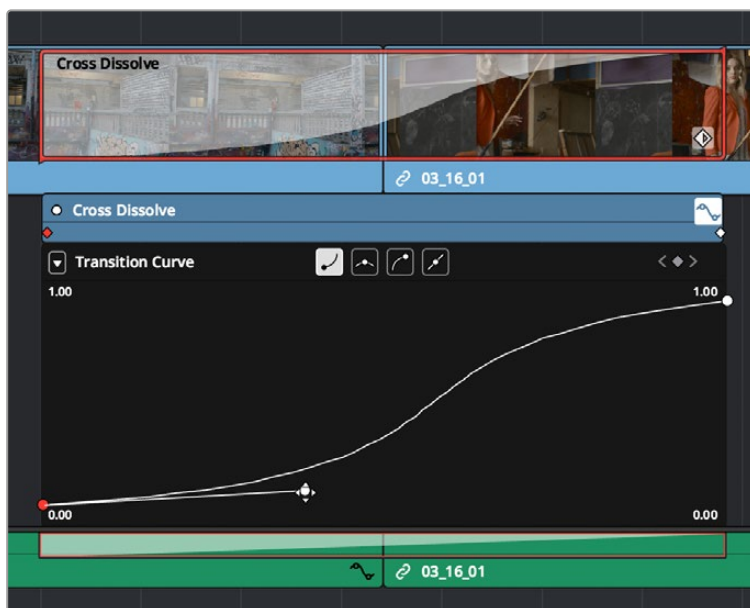 Cross Dissolve
03_16_01
Cross Dissolve
Transition Curve
1.00 1.00
0.00 0.00
03_16_01